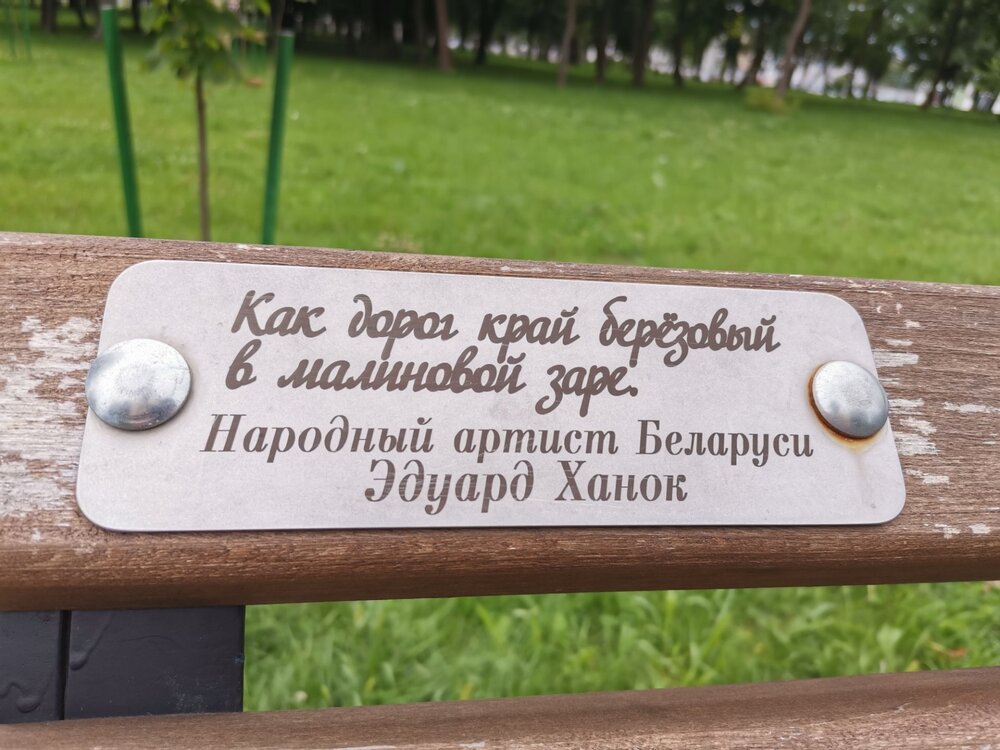 Как дорог край берёзовый
в малиновой заре.
Народный артист Беларуси
Эдуард Ханок